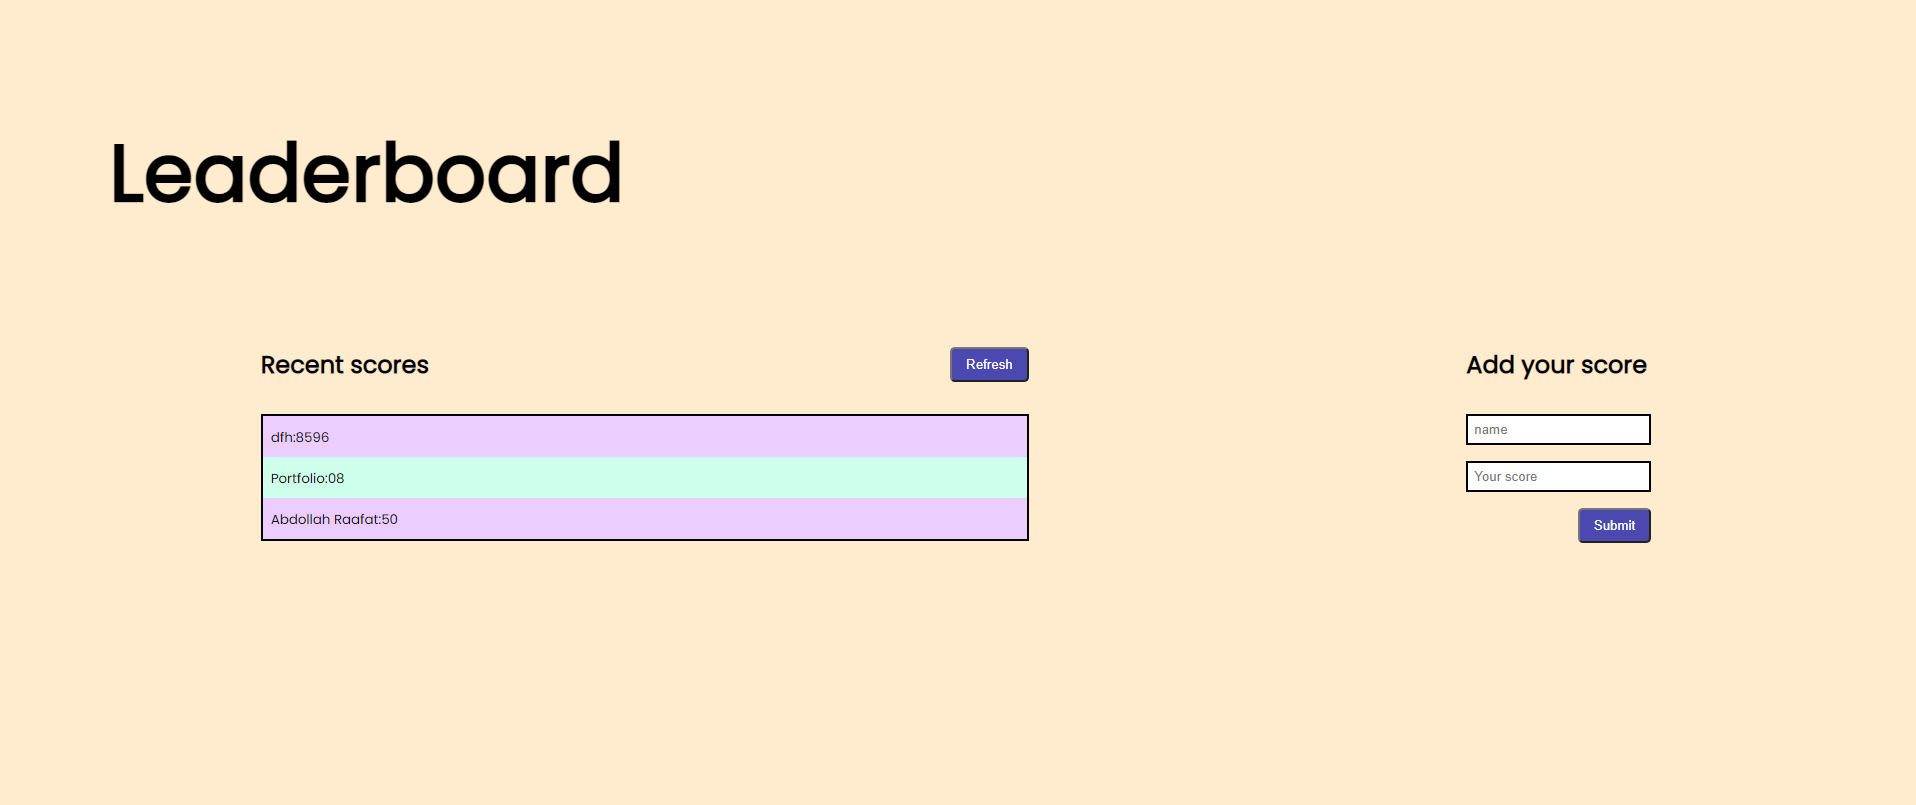 Leaderboard
Recent scores
Refresh
dfh:8596
Portfolio:08
Abdollah Raafat:50
Add your score
name
Your score
Submit